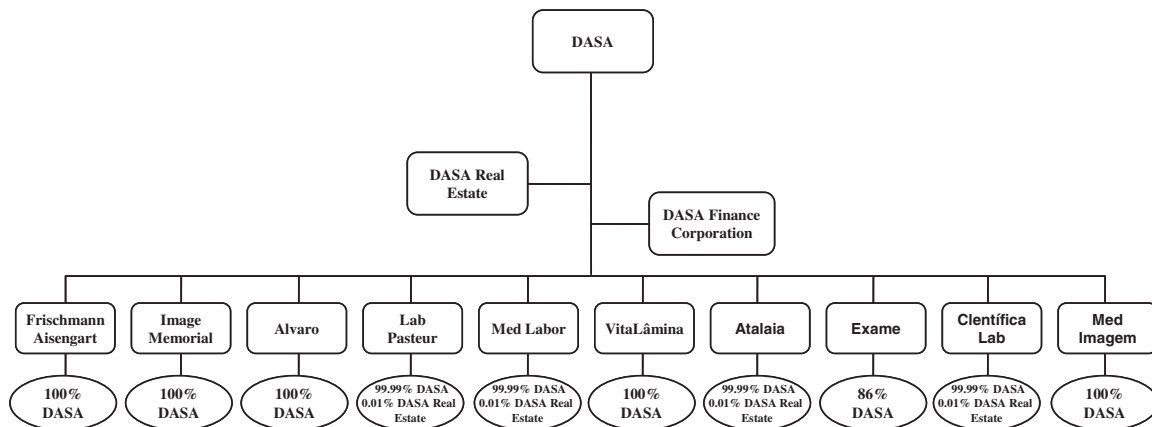 DASA
DASA Real
Estate
DASA Finance
Corporation
Frischmann
Aisengart
Image
Memorial
Alvaro
Lab
Pasteur
Med Labor
VitaLâmina
Atalaia
Exame
CIentífica
Lab
Med
Imagem
100%
DASA
100%
DASA
100%
DASA
99.99% DASA
0.01% DASA Real
Estate
99.99% DASA
0.01% DASA Real
Estate
100%
DASA
99.99% DASA
0.01% DASA Real
Estate
86%
DASA
99.99% DASA
0.01% DASA Real
Estate
100%
DASA